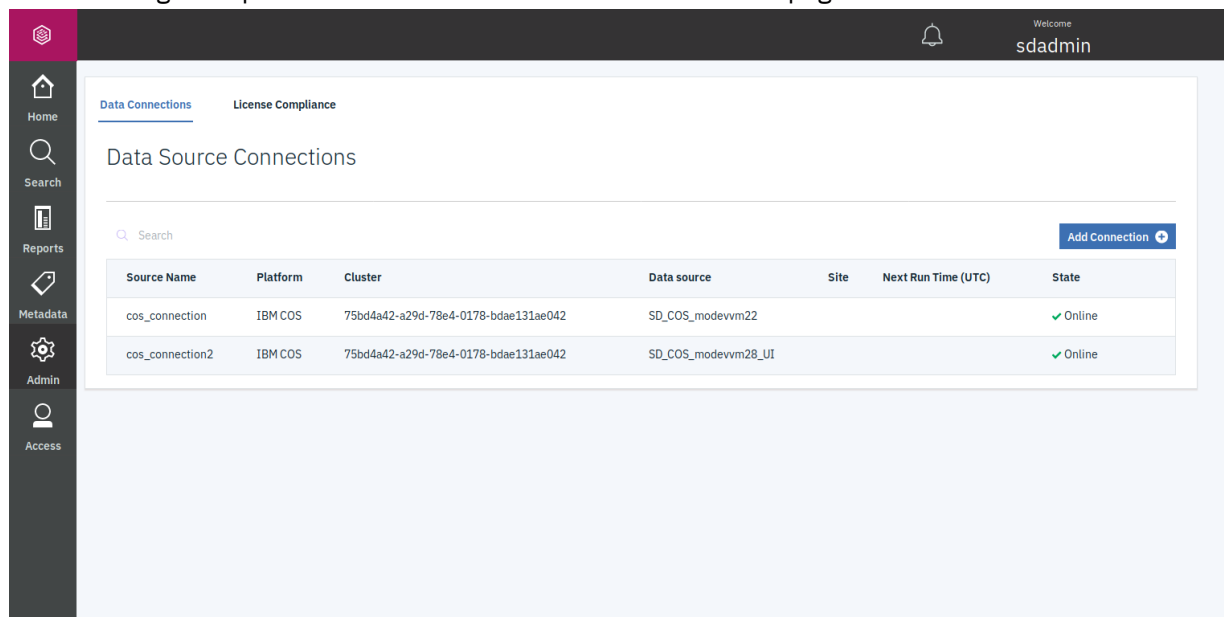 Welcome
sdadmin
Home
Search
Reports
Metadata
Admin
Access
Data Connections License Compliance
Data Source Connections
Search
Add Connection
Source Name Platform Cluster Data source Site Next Run Time (UTC) State
cos_connection IBM COS 75bd4a42-a29d-78e4-0178-bdae131ae042 SD_COS_modevvm22 Online
cos_connection2 IBM COS 75bd4a42-a29d-78e4-0178-bdae131ae042 SD_COS_modevvm28_UI Online